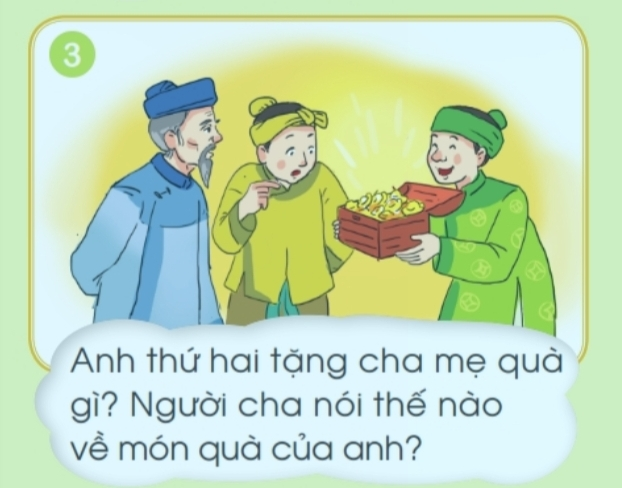 3
Anh thứ hai tặng cha mẹ quà
gì? Người cha nói thế nào
về món quà của anh?